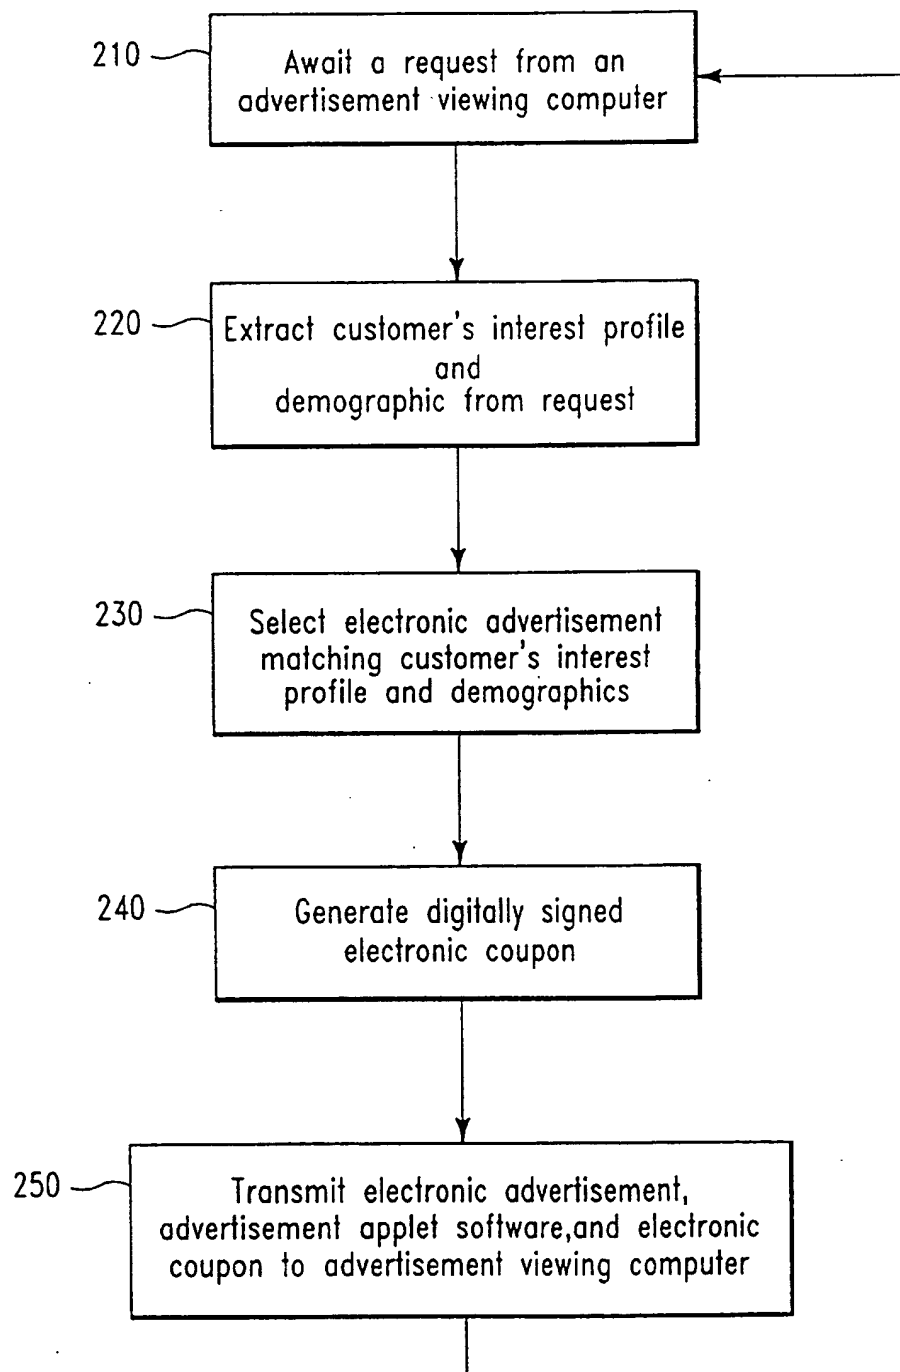 210
Await a request from an
advertisement viewing computer
220
Extract customer's interest profile
and
demographic from request
230
Select electronic advertisement
matching customer's interest
profile and demographics
240
Generate digitally signed
electronic coupon
250
Transmit electronic advertisement,
advertisement applet software,and electronic
coupon to advertisement viewing computer